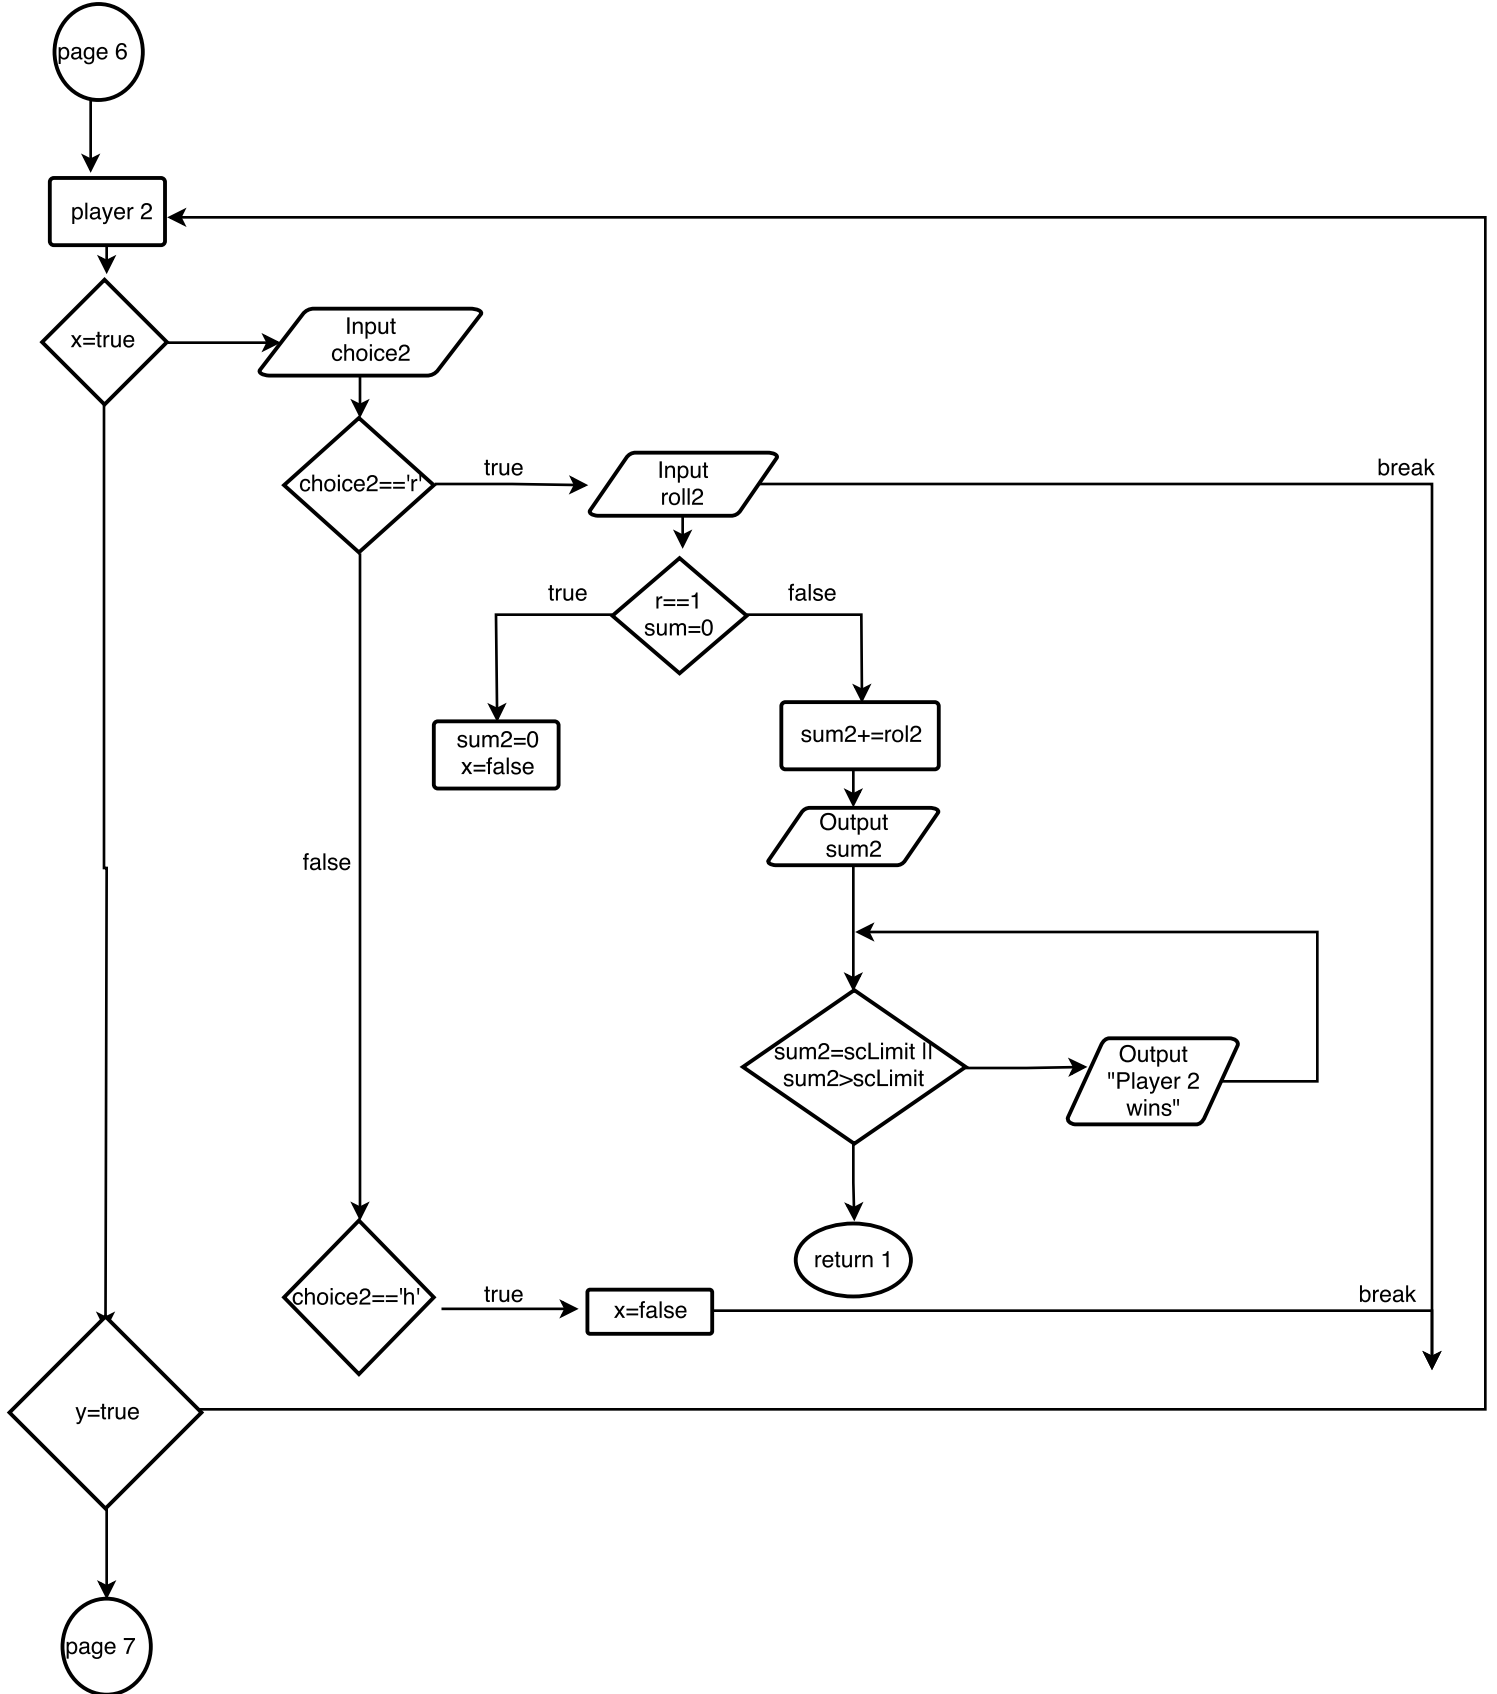 page 6
player 2
x=true
Input
choice2
choice2=='r'
true
Input
roll2
break
true
r==1
sum=0
false
sum2=0
x=false
sum2+=rol2
Output
sum2
false
sum2=scLimit ||
sum2>scLimit
Output
"Player 2
wins"
return 1
choice2=='h'
true
x=false
break
y=true
page 7